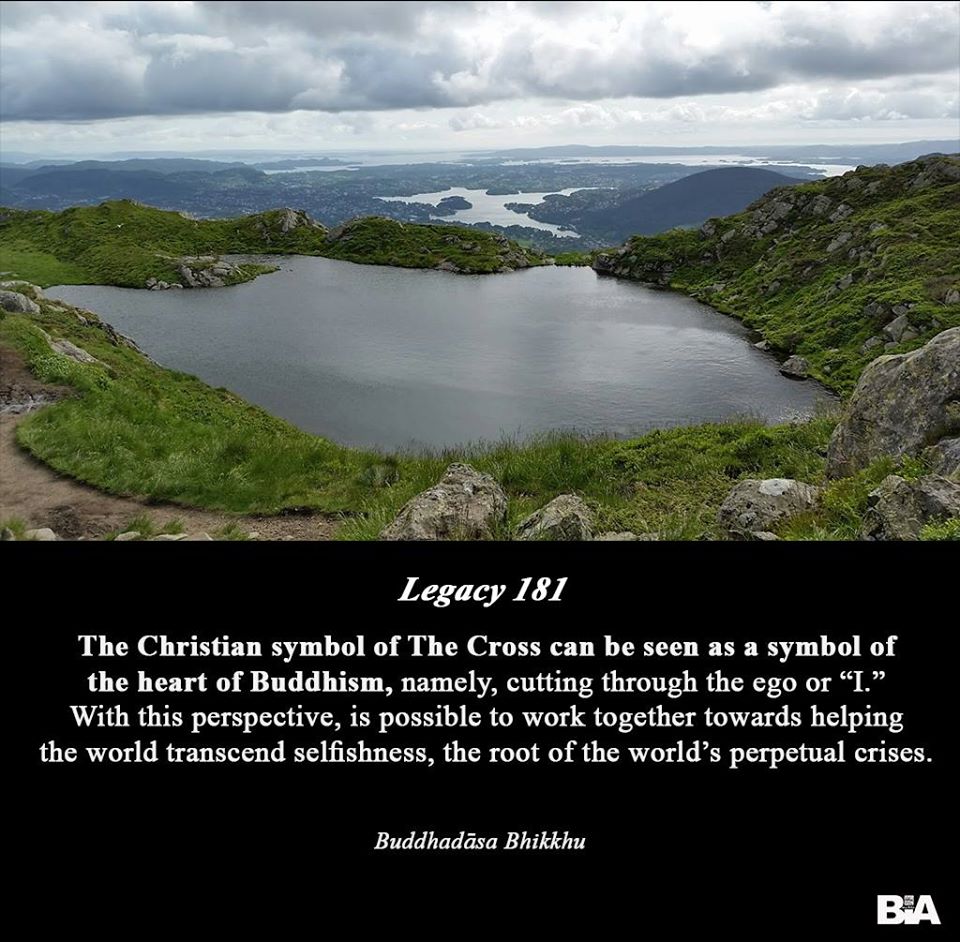 Legacy 181
The Christian symbol of The Cross can be seen as a symbol of
the heart of Buddhism, namely, cutting through the ego or “I.”
With this perspective, is possible to work together towards helping
the world transcend selfishness, the root of the world’s perpetual crises.
Buddhadāsa Bhikkhu
BIA